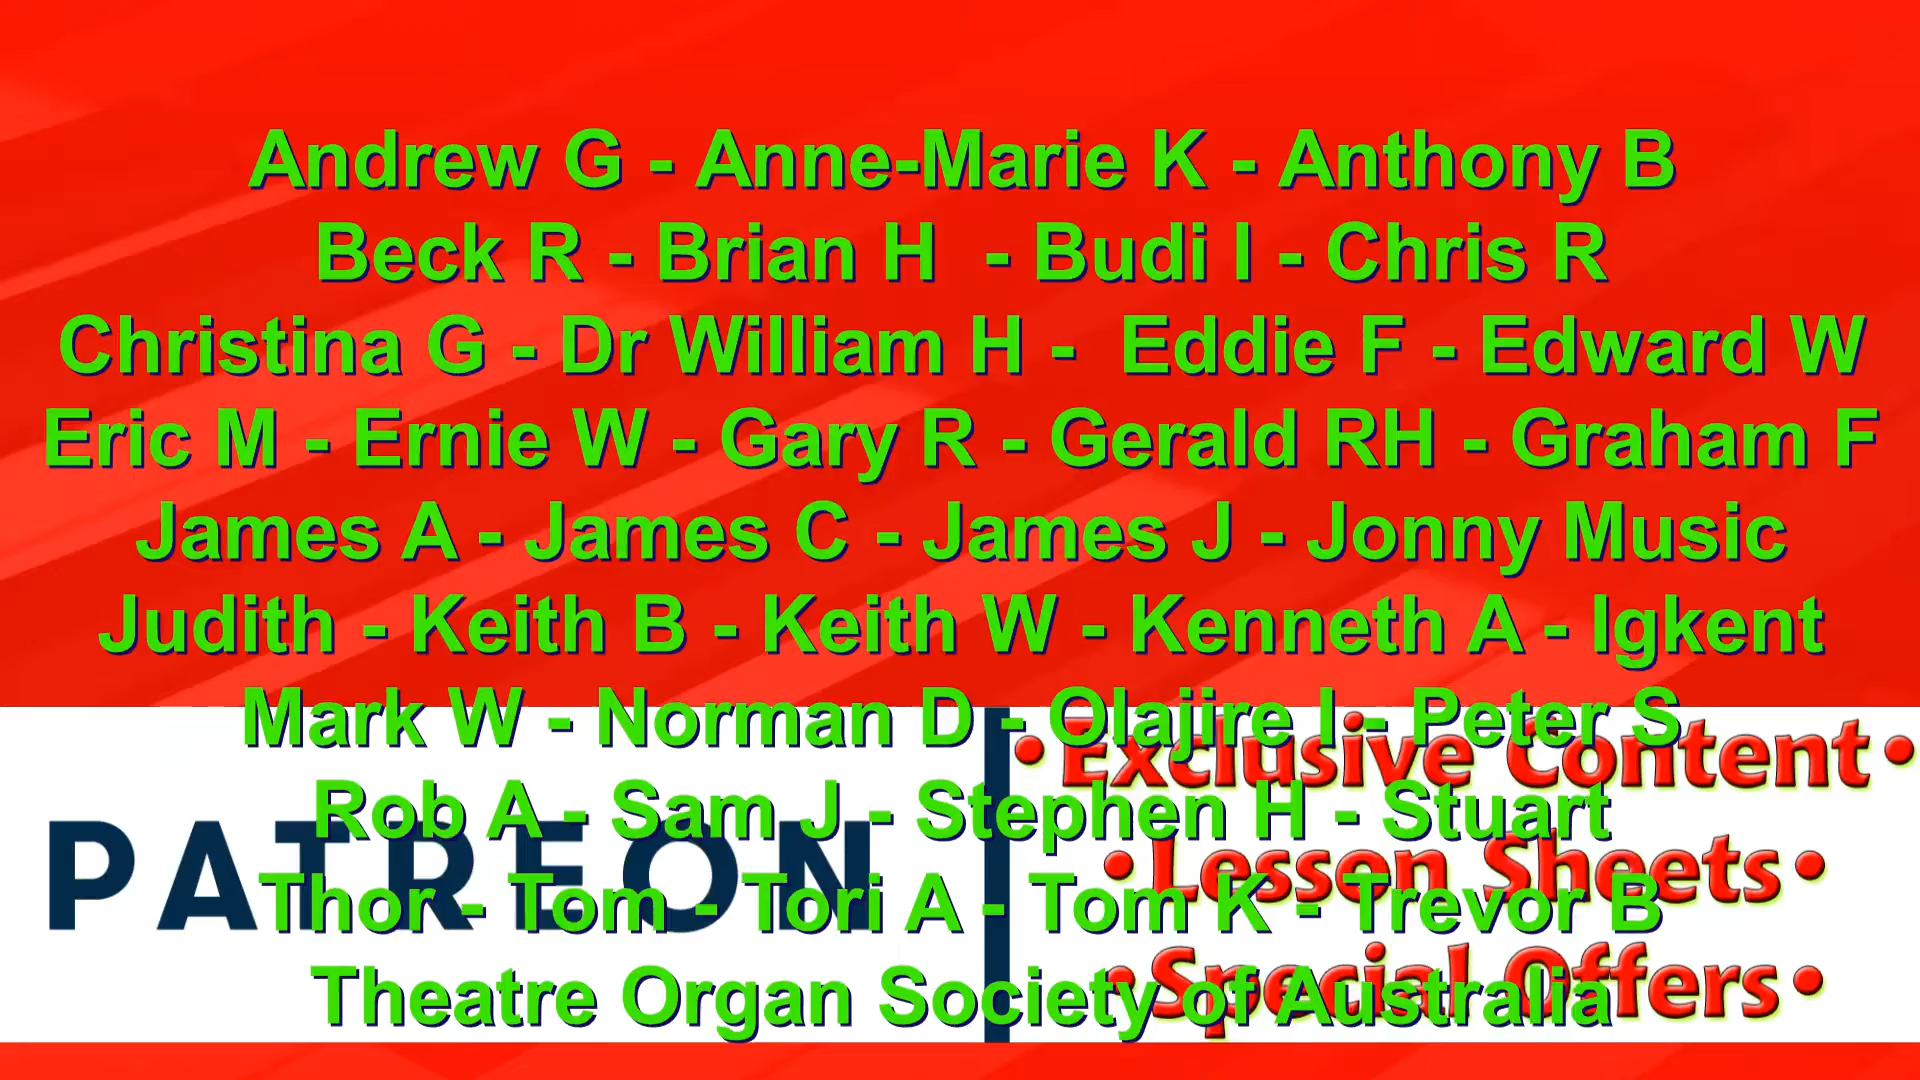 Andrew G - Anne-Marie K - Anthony B
Beck R - Brian H - Budi I - Chris R
Christina G - Dr William H - Eddie F - Edward W
Eric M - Ernie W - Gary R - Gerald RH - Graham F
James A - James C - James J - Jonny Music
Judith - Keith B - Keith W - Kenneth A - Igkent
Mark W - Norman D - Olajire I - Peter S
•Exclusive Content•
Rob A - Sam J - Stephen H - Stuart
PATREON
•Lesson Sheets•
Thor - Tom - Tori A - Tom K - Trevor B
•Special Offers•
Theatre Organ Society of Australia